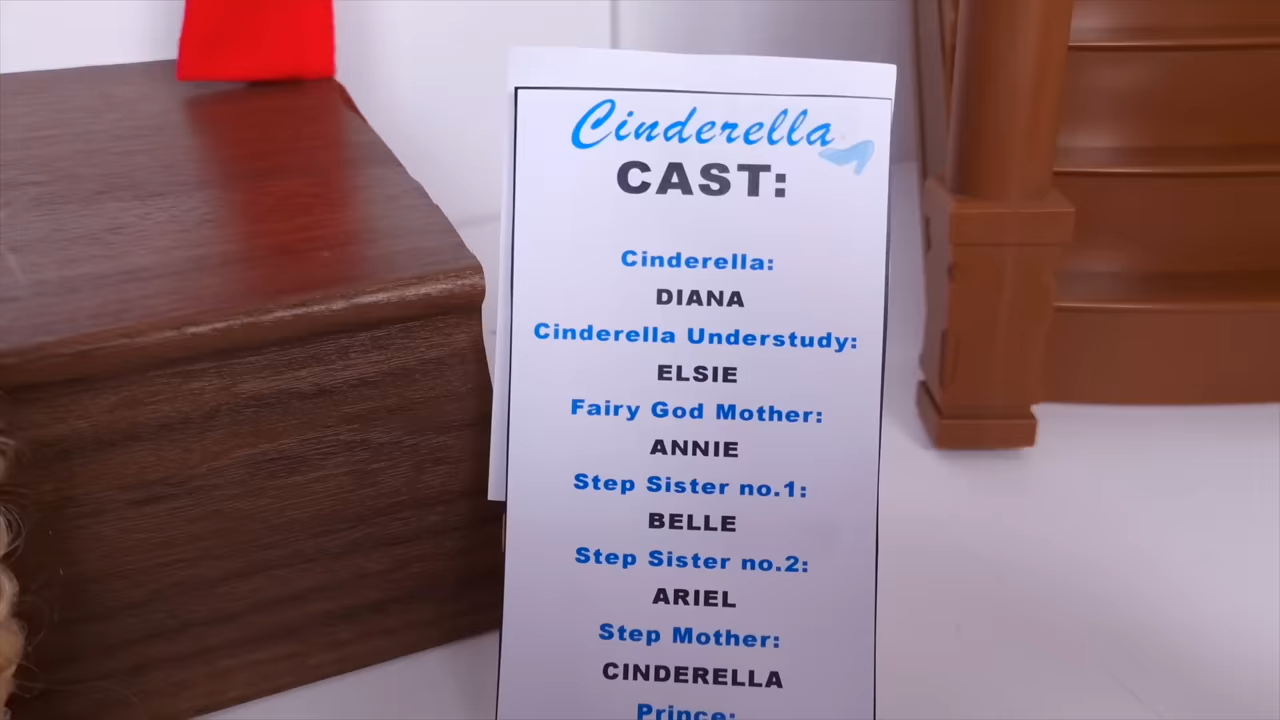 Cinderella
CAST:
Cinderella:
DIANA
Cinderella Understudy:
ELSIE
Fairy God Mother:
ANNIE
Step Sister no.1:
BELLE
Step Sister no.2:
ARIEL
Step Mother:
CINDERELLA
Prince: